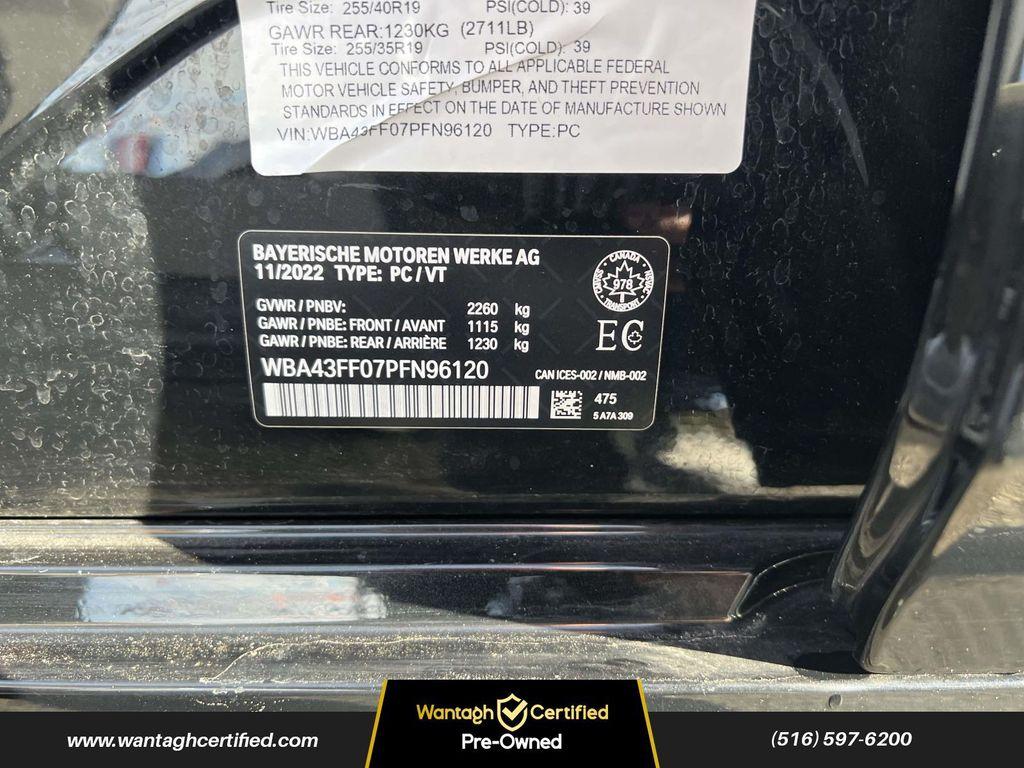 Tire Size: 255/40R19 PSI(COLD): 39
GAWR REAR:1230KG (2711LB)
Tire Size: 255/35R19 PSI(COLD): 39
THIS VEHICLE CONFORMS TO ALL APPLICABLE FEDERAL
MOTOR VEHICLE SAFETY, BUMPER, AND THEFT PREVENTION
STANDARDS IN EFFECT ON THE DATE OF MANUFACTURE SHOWN
VIN:WBA43FF07PFN96120 TYPE:PC
BAYERISCHE MOTOREN WERKE AG
11/2022 TYPE: PC/VT
GVWR/PNBV: 2260 kg
GAWR/PNBE: FRONT/AVANT 1115 kg
GAWR/PNBE: REAR/ARRIÈRE 1230 kg
WBA43FF07PFN96120
CANADA
978
TRANSPORT
EC
CAN ICES-002/NMB-002
475
5 A7A 309
www.wantaghcertified.com
Wantagh Certified
Pre-Owned
(516) 597-6200